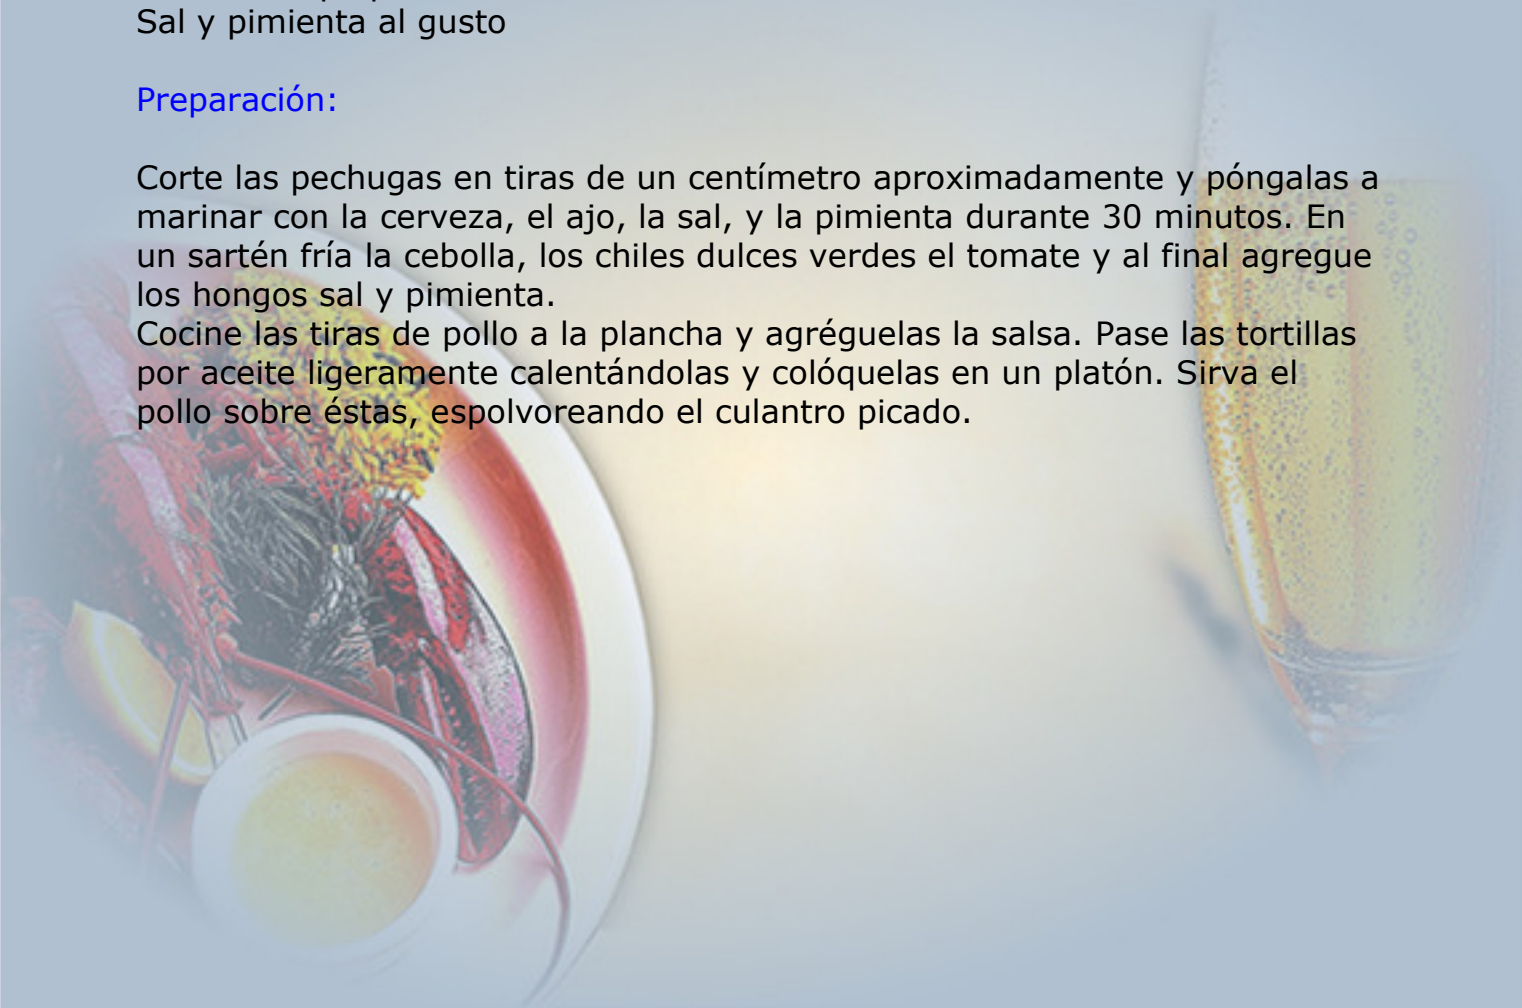 Sal y pimienta al gusto
Preparación:
Corte las pechugas en tiras de un centímetro aproximadamente y póngalas a
marinar con la cerveza, el ajo, la sal, y la pimienta durante 30 minutos. En
un sartén fría la cebolla, los chiles dulces verdes el tomate y al final agregue
los hongos sal y pimienta.
Cocine las tiras de pollo a la plancha y agréguelas la salsa. Pase las tortillas
por aceite ligeramente calentándolas y colóquelas en un platón. Sirva el
pollo sobre éstas, espolvoreando el culantro picado.